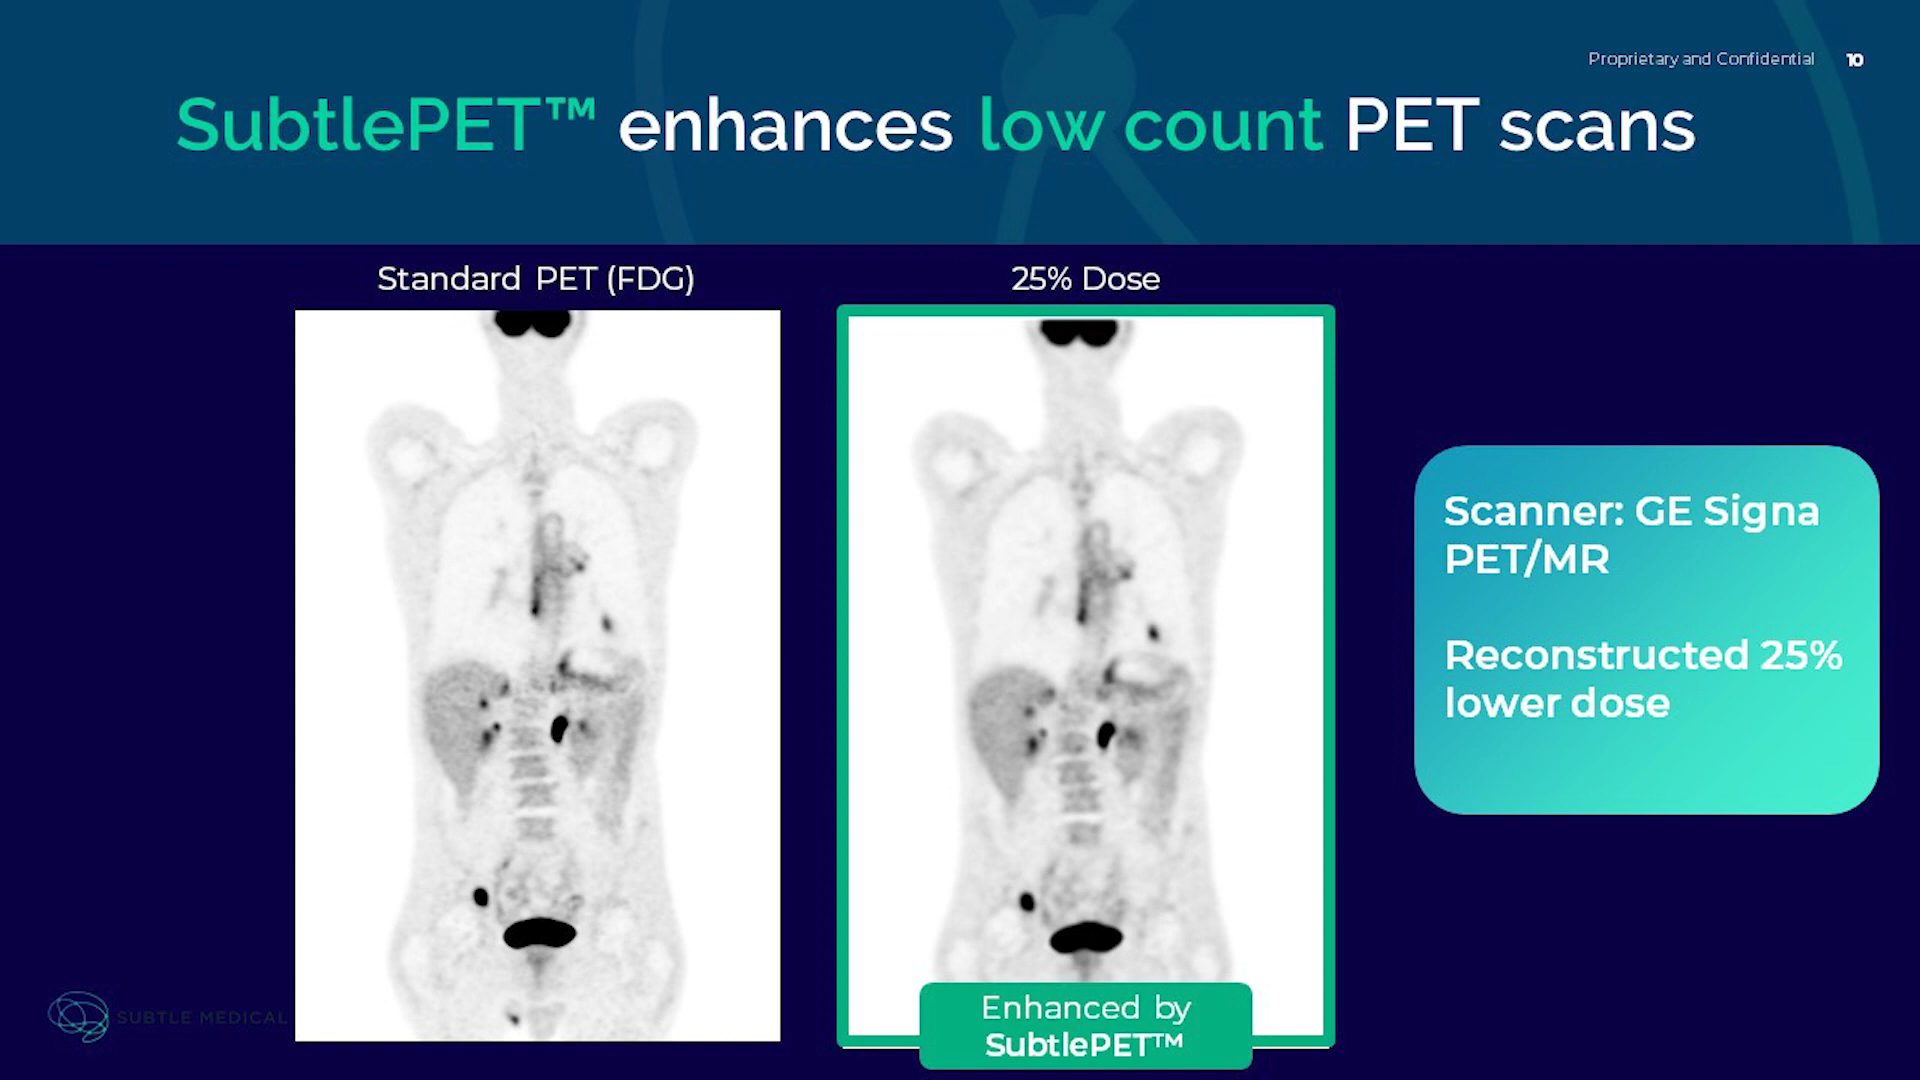 Proprietary and Confidential 10
SubtlePET™ enhances low count PET scans
Standard PET (FDG)
25% Dose
Scanner: GE Signa
PET/MR
Reconstructed 25%
lower dose
Enhanced by
SubtlePET™
SUBTLE MEDICAL